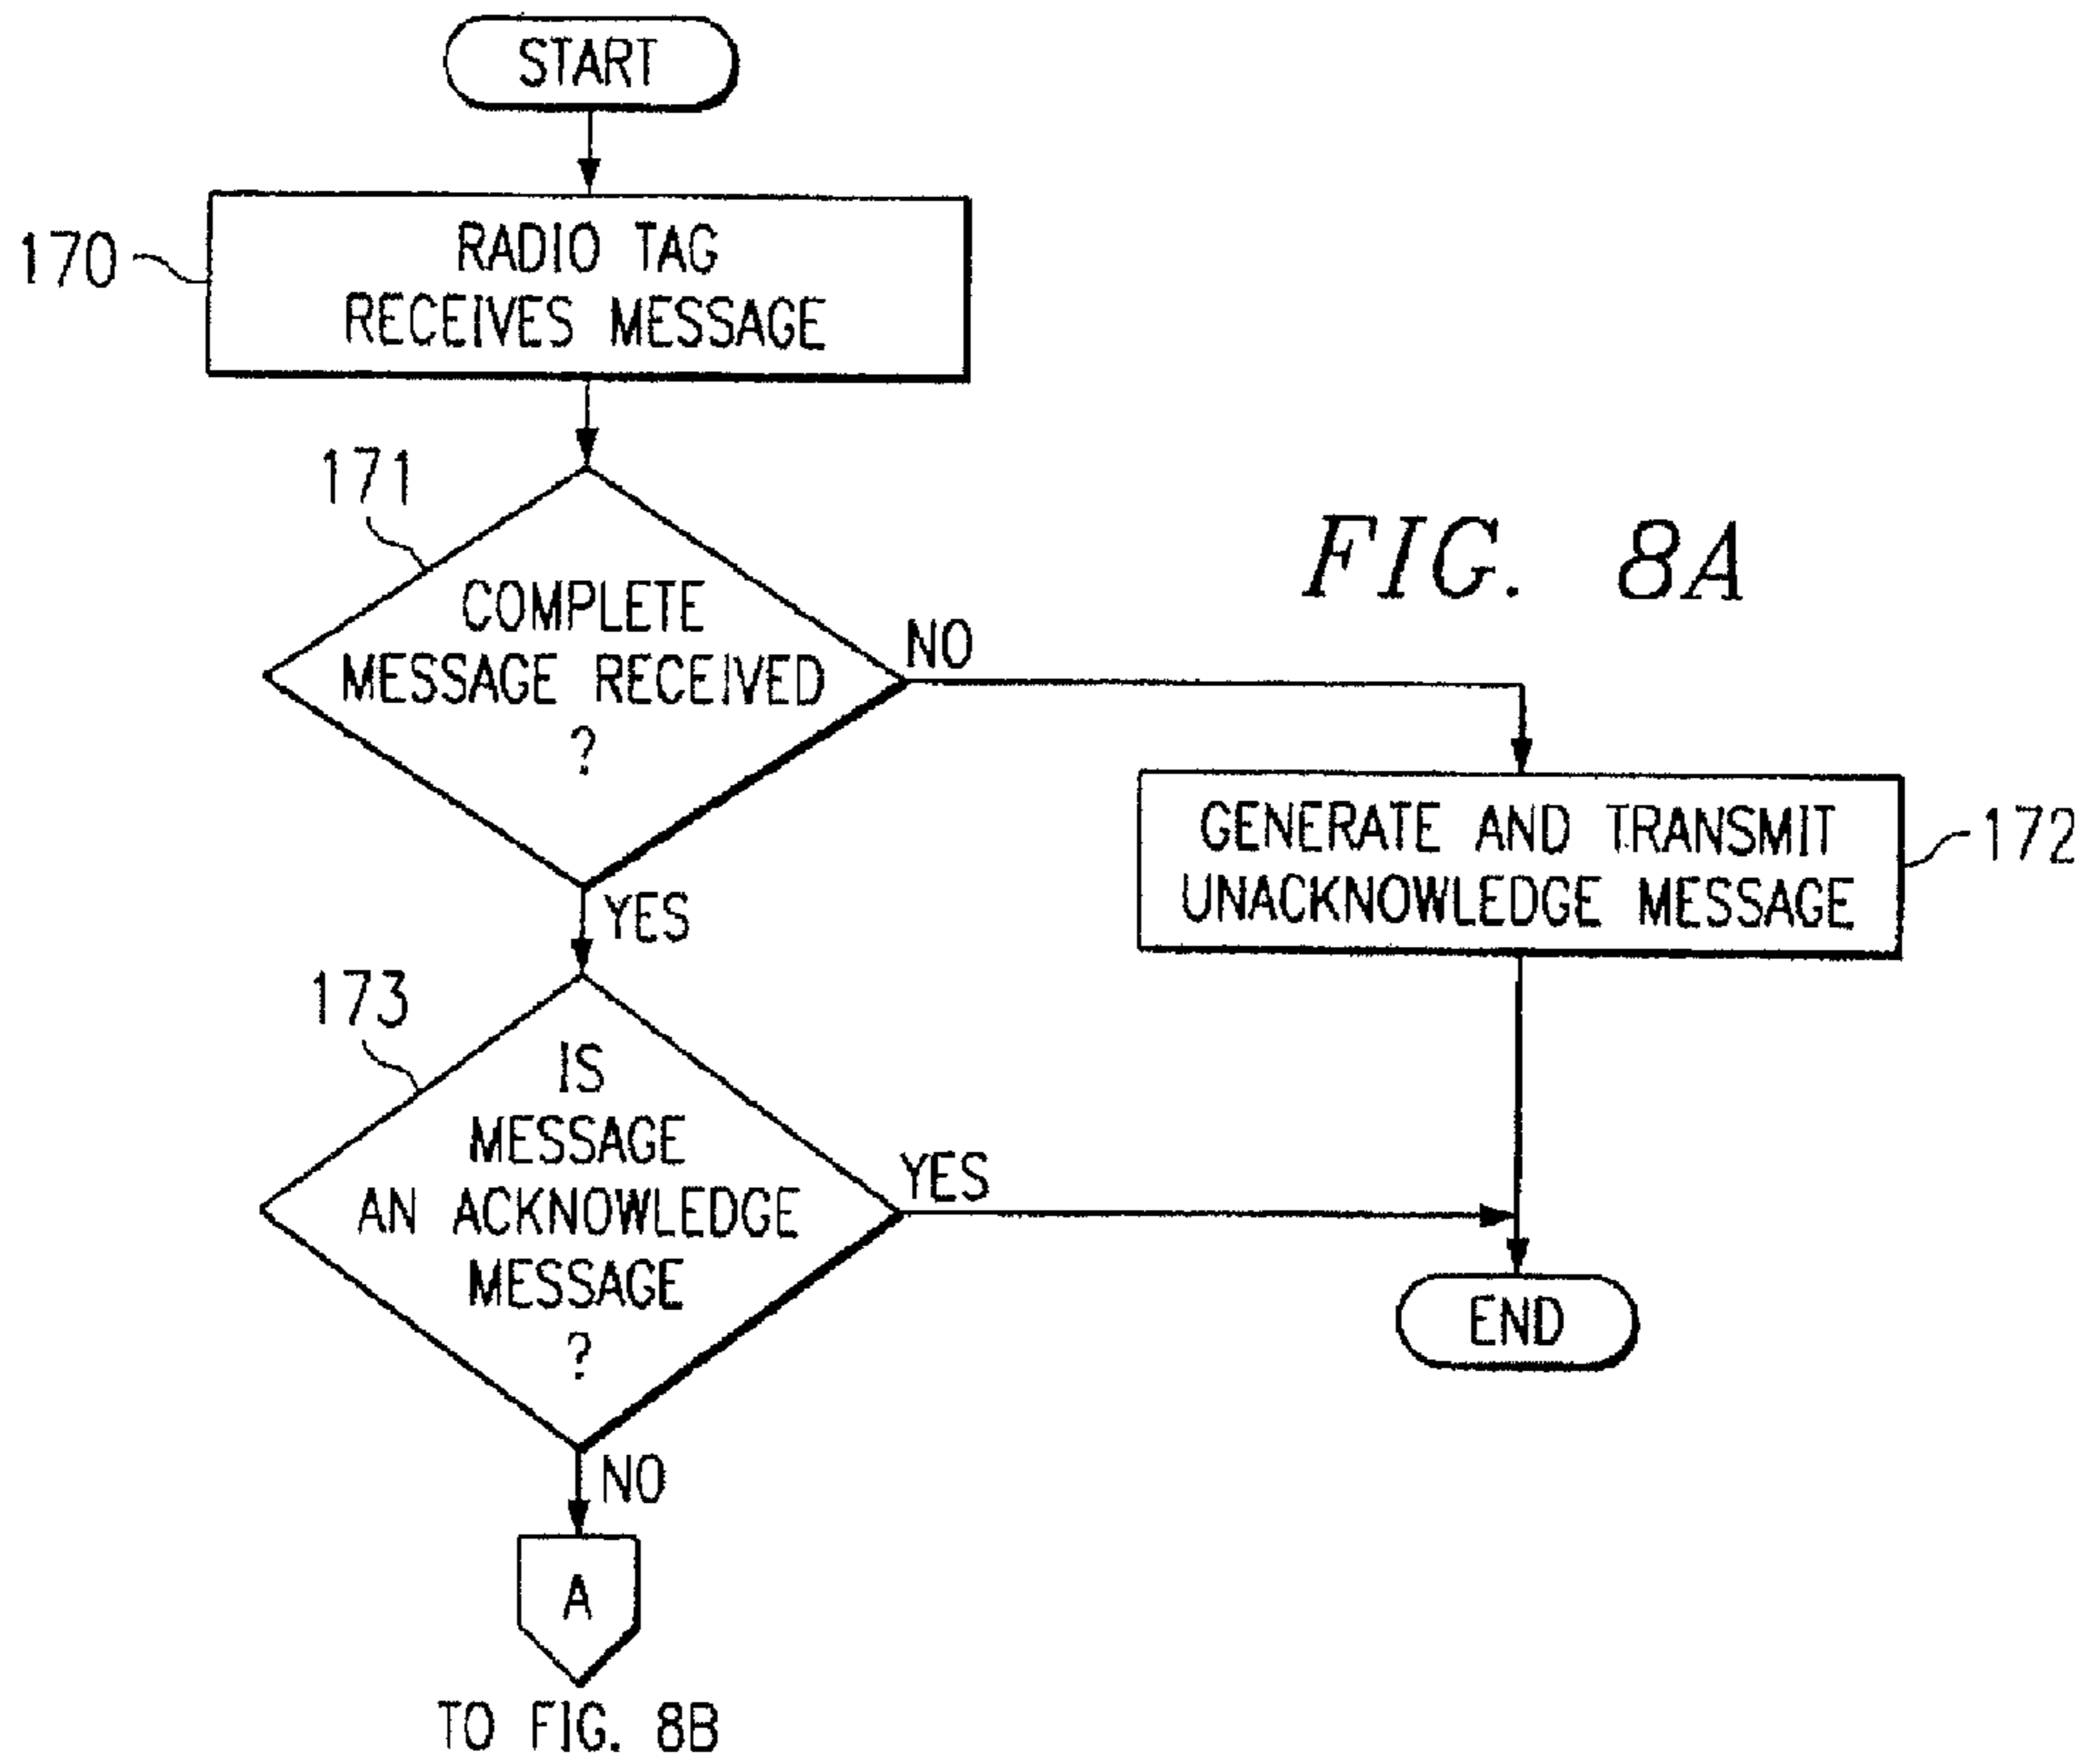 START
170
RADIO TAG
RECEIVES MESSAGE
171
COMPLETE
MESSAGE RECEIVED
?
NO
FIG. 8A
GENERATE AND TRANSMIT
UNACKNOWLEDGE MESSAGE
172
YES
173
IS
MESSAGE
AN ACKNOWLEDGE
MESSAGE
?
YES
END
NO
A
TO FIG. 8B